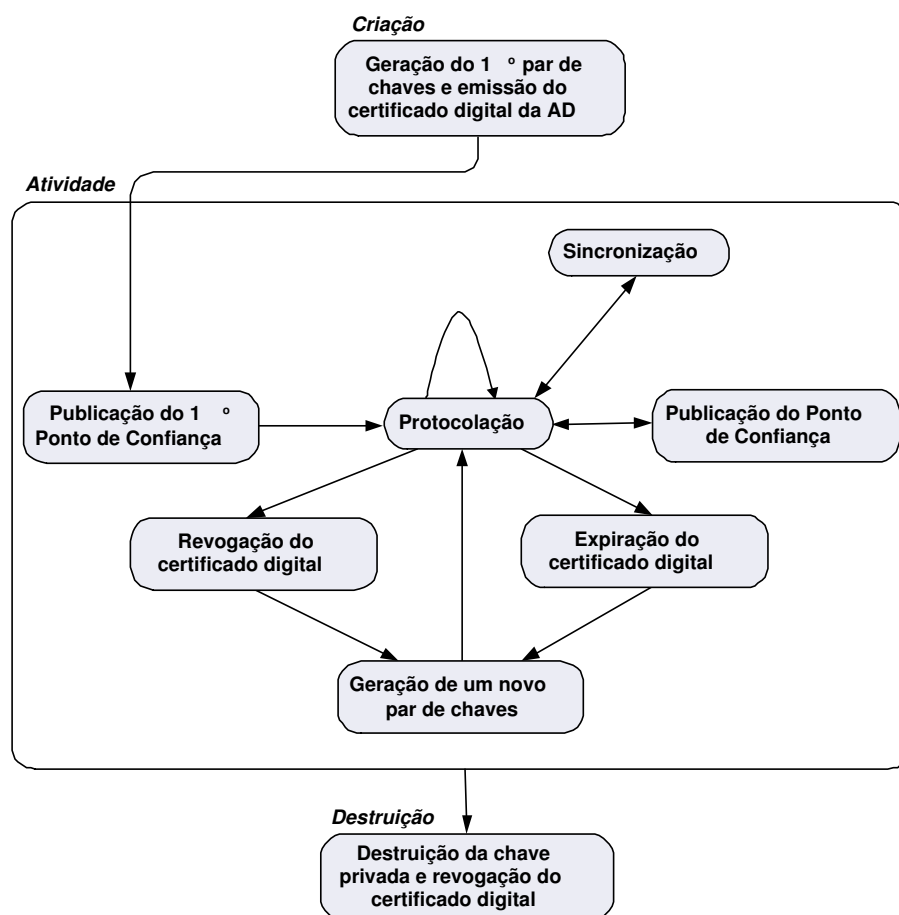 Criação
Geração do 1 º par de
chaves e emissão do
certificado digital da AD
Atividade
Sincronização
Publicação do 1 º
Ponto de Confiança
Protocolação
Publicação do Ponto
de Confiança
Revogação do
certificado digital
Expiração do
certificado digital
Geração de um novo
par de chaves
Destruição
Destruição da chave
privada e revogação do
certificado digital